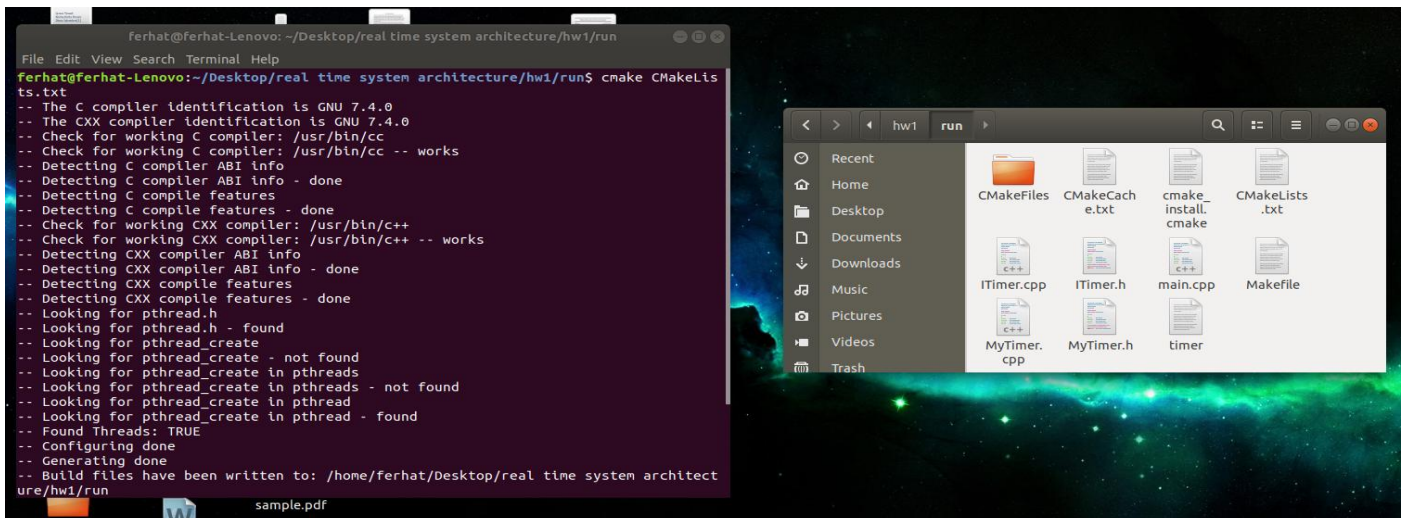 ferhat@ferhat-Lenovo: ~/Desktop/real time system architecture/hw1/run
File Edit View Search Terminal Help
ferhat@ferhat-Lenovo:~/Desktop/real time system architecture/hw1/run$ cmake CMakeLis
ts.txt
-- The C compiler identification is GNU 7.4.0
-- The CXX compiler identification is GNU 7.4.0
-- Check for working C compiler: /usr/bin/cc
-- Check for working C compiler: /usr/bin/cc -- works
-- Detecting C compiler ABI info
-- Detecting C compiler ABI info - done
-- Detecting C compile features
-- Detecting C compile features - done
-- Check for working CXX compiler: /usr/bin/c++
-- Check for working CXX compiler: /usr/bin/c++ -- works
-- Detecting CXX compiler ABI info
-- Detecting CXX compiler ABI info - done
-- Detecting CXX compile features
-- Detecting CXX compile features - done
-- Looking for pthread.h
-- Looking for pthread.h - found
-- Looking for pthread_create
-- Looking for pthread_create - not found
-- Looking for pthread_create in pthreads
-- Looking for pthread_create in pthreads - not found
-- Looking for pthread_create in pthread
-- Looking for pthread_create in pthread - found
-- Found Threads: TRUE
-- Configuring done
-- Generating done
-- Build files have been written to: /home/ferhat/Desktop/real time system architect
ure/hw1/run
sample.pdf
W
hw1 run
Recent
Home
Desktop
Documents
Downloads
Music
Pictures
Videos
Trash
CMakeFiles CMakeCach cmake_ CMakeLists
e.txt install. .txt
cmake
C++ C++
ITimer.cpp ITimer.h main.cpp Makefile
C++
MyTimer. MyTimer.h timer
cpp